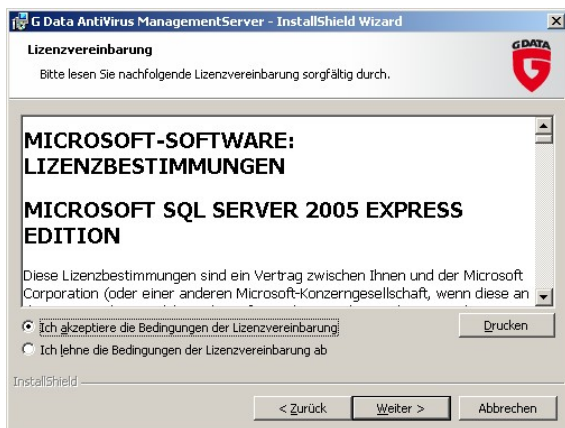 G Data AntiVirus ManagementServer - InstallShield Wizard
Lizenzvereinbarung
Bitte lesen Sie nachfolgende Lizenzvereinbarung sorgfältig durch.
G DATA
MICROSOFT-SOFTWARE:
LIZENZBESTIMMUNGEN
MICROSOFT SQL SERVER 2005 EXPRESS
EDITION
Diese Lizenzbestimmungen sind ein Vertrag zwischen Ihnen und der Microsoft
Corporation (oder einer anderen Microsoft-Konzerngesellschaft, wenn diese an
Ich akzeptiere die Bedingungen der Lizenzvereinbarung
Drucken
Ich lehne die Bedingungen der Lizenzvereinbarung ab
InstallShield
< Zurück
Weiter >
Abbrechen